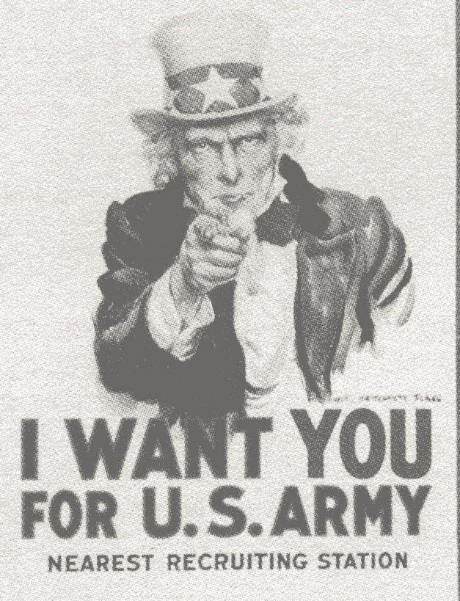 I WANT YOU
FOR U.S. ARMY
NEAREST RECRUITING STATION